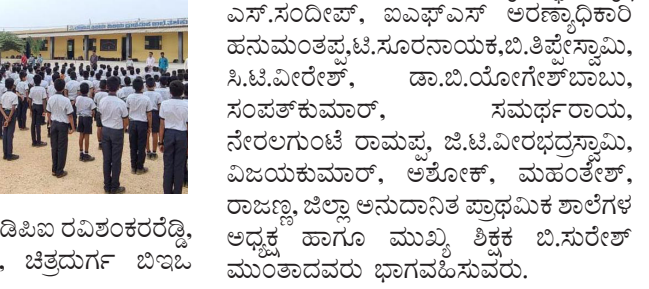 ಡಿಪಿಐ ರವಿಶಂಕರರೆಡ್ಡಿ,
, ಚಿತ್ರದುರ್ಗ ಬಿಇಒ
ಎಸ್.ಸಂದೀಪ್, ಐಎಫ್ಎಸ್ ಅರಣ್ಯಾಧಿಕಾರಿ
ಹನುಮಂತಪ್ಪ,ಟಿ.ಸೂರನಾಯಕ,ಬಿ.ತಿಪ್ಪೇಸ್ವಾಮಿ,
ಸಿ.ಟಿ.ವೀರೇಶ್, ಡಾ.ಬಿ.ಯೋಗೇಶ್‌ಬಾಬು,
ಸಂಪತ್‌ಕುಮಾರ್, ಸಮರ್ಥರಾಯ,
ನೇರಲಗುಂಟೆ ರಾಮಪ್ಪ, ಜಿ.ಟಿ.ವೀರಭದ್ರಸ್ವಾಮಿ,
ವಿಜಯಕುಮಾರ್, ಅಶೋಕ್, ಮಹಂತೇಶ್,
ರಾಜಣ್ಣ, ಜಿಲ್ಲಾ ಅನುದಾನಿತ ಪ್ರಾಥಮಿಕ ಶಾಲೆಗಳ
ಅಧ್ಯಕ್ಷ ಹಾಗೂ ಮುಖ್ಯ ಶಿಕ್ಷಕ ಬಿ.ಸುರೇಶ್
ಮುಂತಾದವರು ಭಾಗವಹಿಸುವರು.